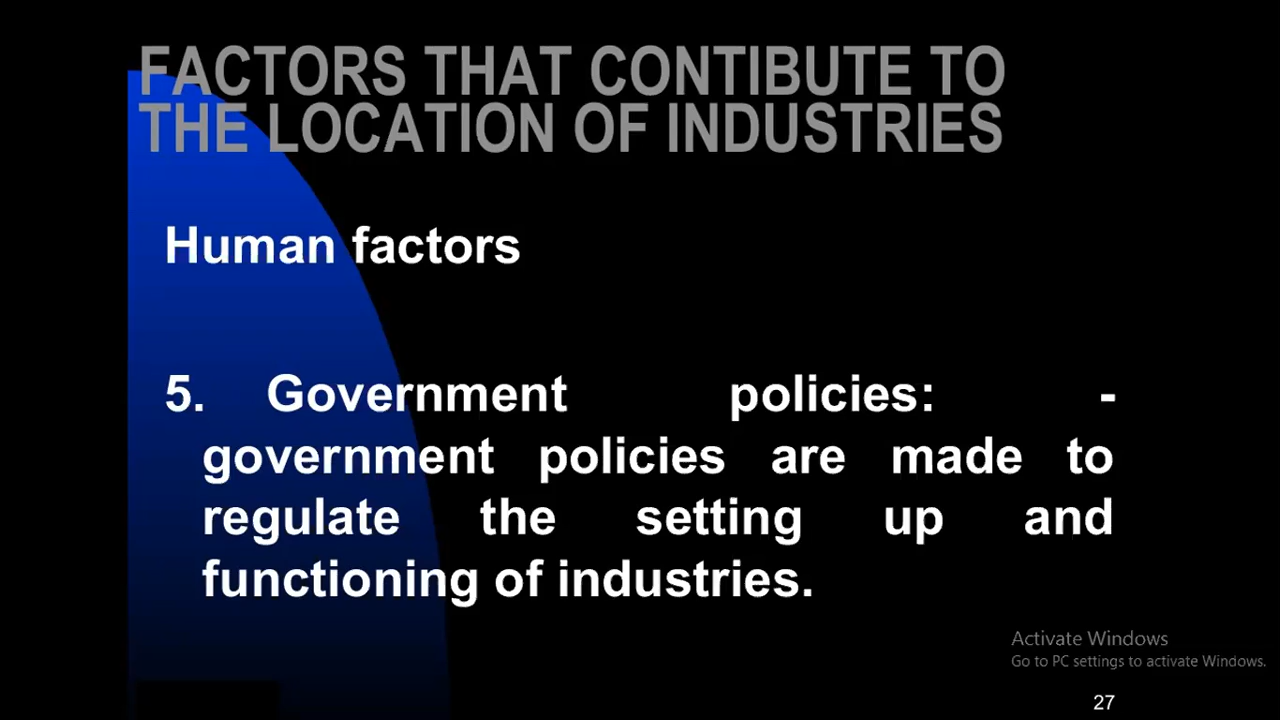 FACTORS THAT CONTIBUTE TO
THE LOCATION OF INDUSTRIES
Human factors
5. Government policies: -
government policies are made to
regulate the setting up and
functioning of industries.
Activate Windows
Go to PC settings to activate Windows.
27